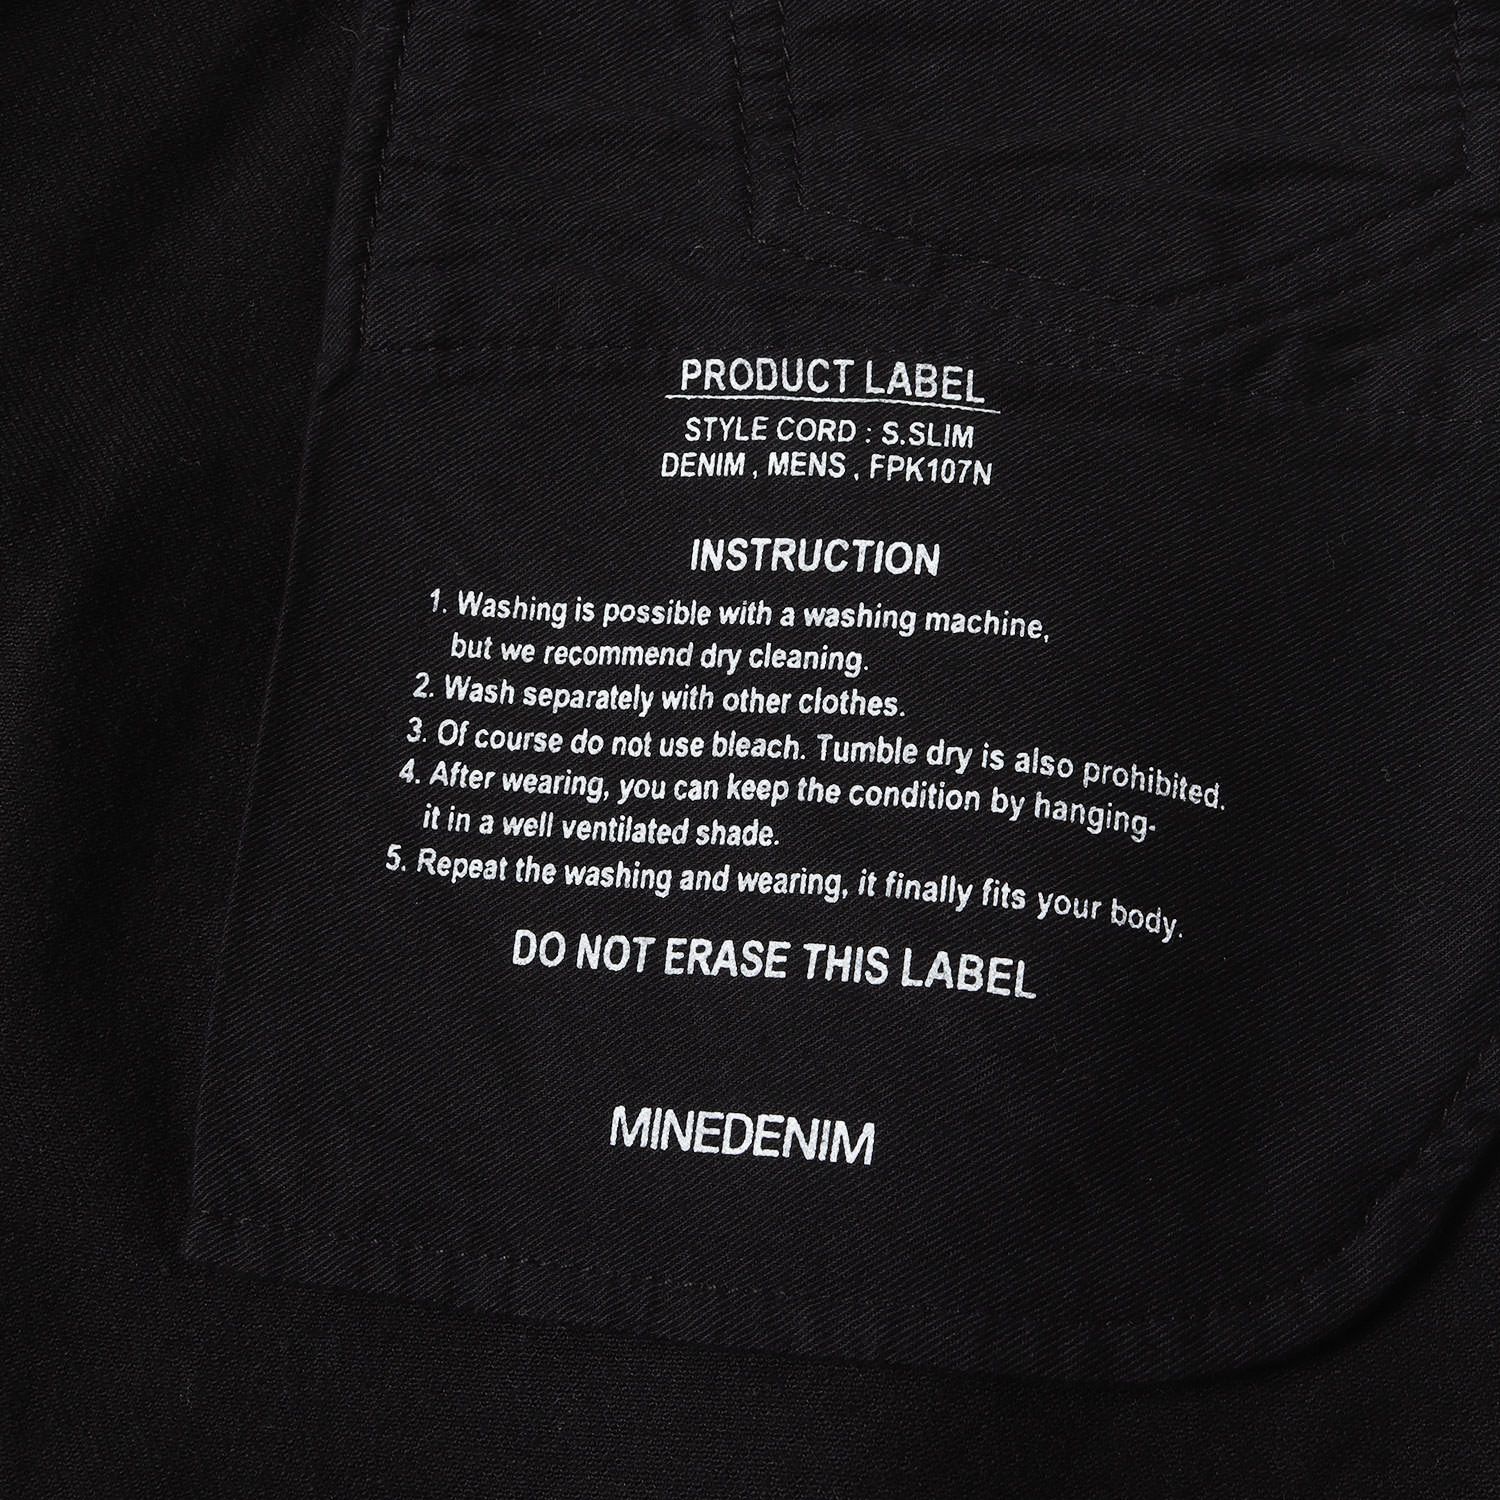 PRODUCT LABEL
STYLE CORD : S.SLIM
DENIM , MENS , FPK107N
INSTRUCTION
1. Washing is possible with a washing machine,
but we recommend dry cleaning.
2. Wash separately with other clothes.
3. Of course do not use bleach. Tumble dry is also prohibited.
4. After wearing, you can keep the condition by hanging-
it in a well ventilated shade.
5. Repeat the washing and wearing, it finally fits your body.
DO NOT ERASE THIS LABEL
MINEDENIM